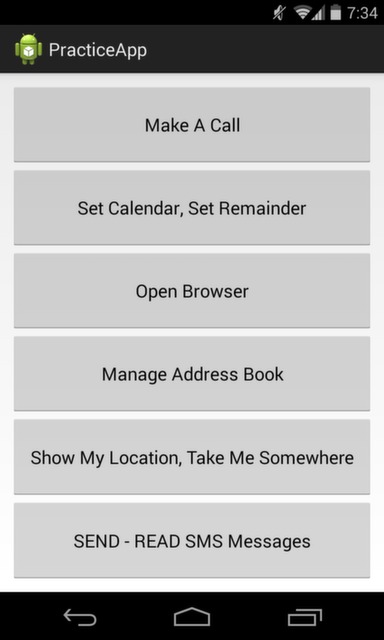 7:34
PracticeApp
Make A Call
Set Calendar, Set Remainder
Open Browser
Manage Address Book
Show My Location, Take Me Somewhere
SEND - READ SMS Messages